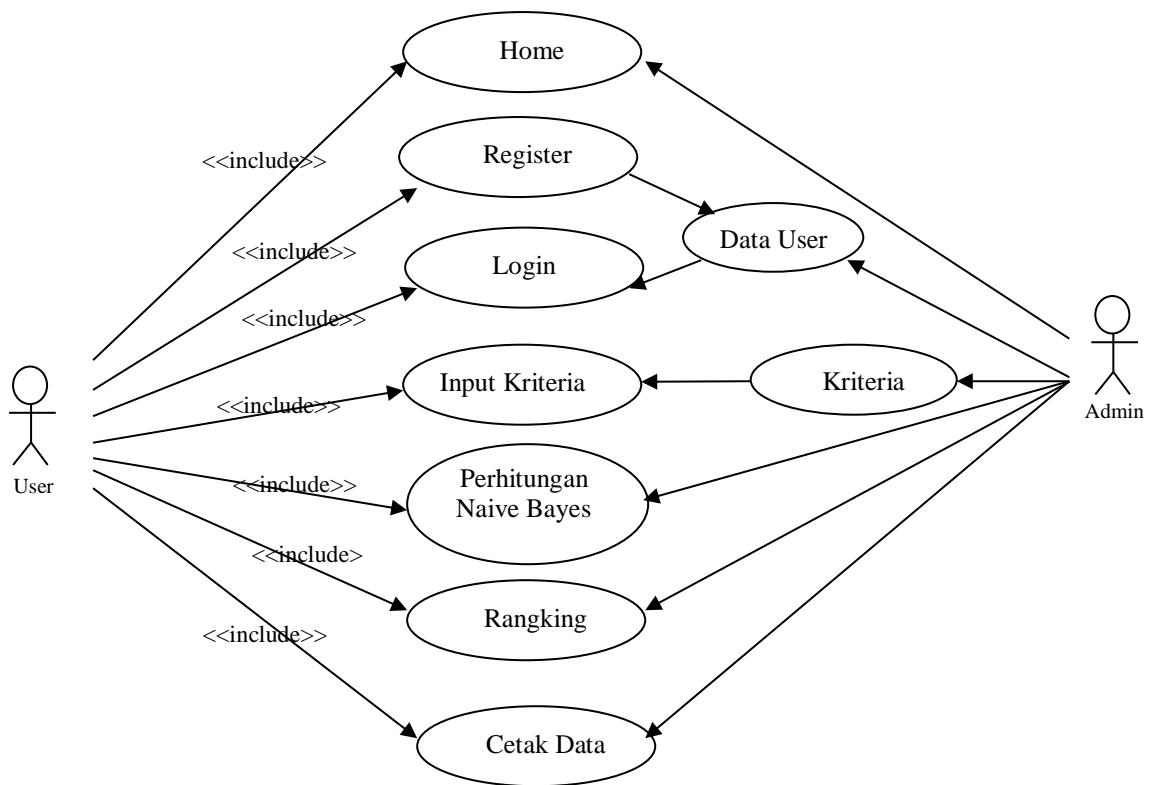 Home
<<include>>
Register
<<include>>
Data User
Login
<<include>>
Input Kriteria
Kriteria
<<include>>
Admin
User
Perhitungan
Naive Bayes
<<include>>
<<include>
Rangking
<<include>>
Cetak Data